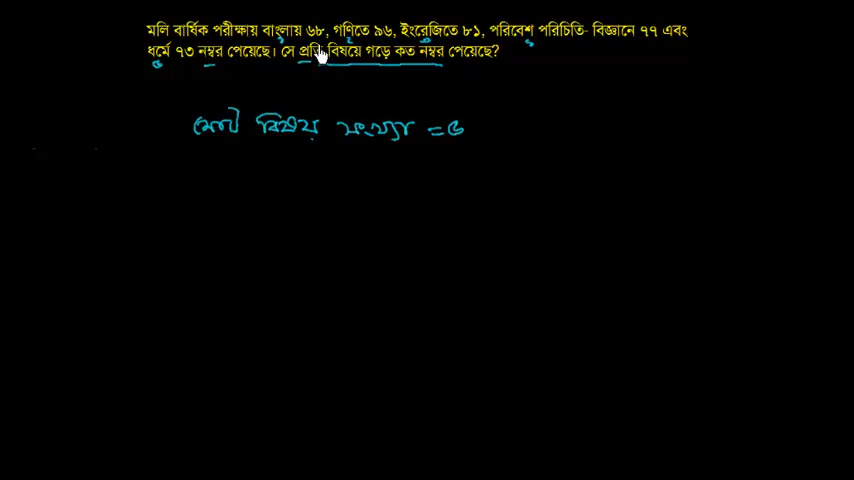 মলি বার্ষিক পরীক্ষায় বাংলায় ৬৮, গণিতে ৯৬, ইংরেজিতে ৮১, পরিবেশ পরিচিতি- বিজ্ঞানে ৭৭ এবং
ধর্মে ৭৩ নম্বর পেয়েছে। সে প্রতি বিষয়ে গড়ে কত নম্বর পেয়েছে?
মোট বিষয় সংখ্যা = ৫